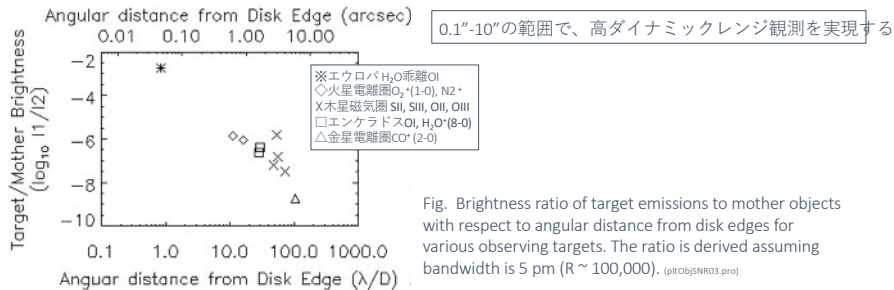 Angular distance from Disk Edge (arcsec)
0.01 0.10 1.00 10.00
0.1”-10”の範囲で、高ダイナミックレンジ観測を実現する
Target/Mother Brightness
(log₁₀ I1/I2)
-2
-4
-6
-8
-10
※エウロパ H₂O乖離OI
◇火星電離圏O₂⁺(1-0), N2⁺
X木星磁気圏 SII, SIII, OII, OIII
□エンケラドスOI, H₂O⁺(8-0)
△金星電離圏CO⁺ (2-0)
0.1 1.0 10.0 100.0 1000.0
Anguar distance from Disk Edge (λ/D)
Fig. Brightness ratio of target emissions to mother objects
with respect to angular distance from disk edges for
various observing targets. The ratio is derived assuming
bandwidth is 5 pm (R ~ 100,000). (pltObjSNR03.pro)